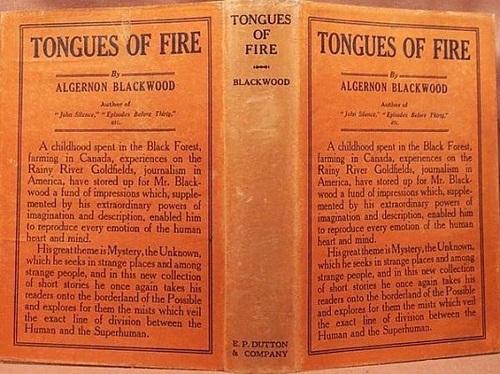 TONGUES OF FIRE
By
ALGERNON BLACKWOOD
Author of
"John Silence," "Episodes Before Thirty,"
etc.
A childhood spent in the Black Forest,
farming in Canada, experiences on the
Rainy River Goldfields, journalism in
America, have stored up for Mr. Black-
wood a fund of impressions which, supple-
mented by his extraordinary powers of
imagination and description, enabled him
to reproduce every emotion of the human
heart and mind.
His great theme is Mystery, the Unknown,
which he seeks in strange places and among
strange people, and in this new collection
of short stories he once again takes his
readers onto the borderland of the Possible
and explores for them the mists which veil
the exact line of division between the
Human and the Superhuman.
TONGUES
OF
FIRE
BLACKWOOD
E. P. DUTTON
& COMPANY
TONGUES OF FIRE
By
ALGERNON BLACKWOOD
Author of
"John Silence," "Episodes Before Thirty,"
etc.
A childhood spent in the Black Forest,
farming in Canada, experiences on the
Rainy River Goldfields, journalism in
America, have stored up for Mr. Black-
wood a fund of impressions which, supple-
mented by his extraordinary powers of
imagination and description, enabled him
to reproduce every emotion of the human
heart and mind.
His great theme is Mystery, the Unknown,
which he seeks in strange places and among
strange people, and in this new collection
of short stories he once again takes his
readers onto the borderland of the Possible
and explores for them the mists which veil
the exact line of division between the
Human and the Superhuman.